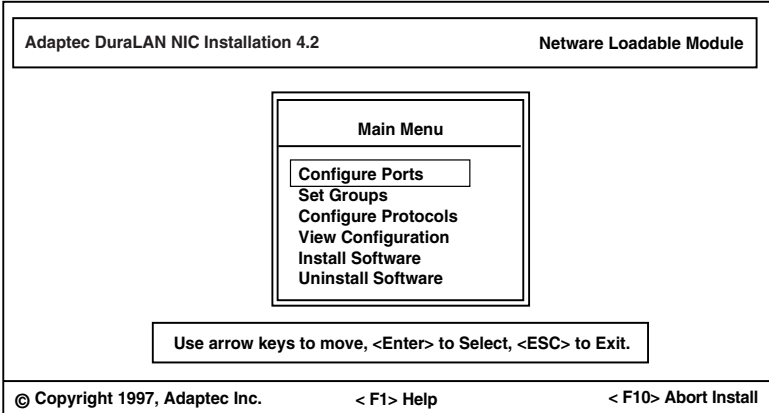 Adaptec DuraLAN NIC Installation 4.2 Netware Loadable Module
Main Menu
Configure Ports
Set Groups
Configure Protocols
View Configuration
Install Software
Uninstall Software
Use arrow keys to move, <Enter> to Select, <ESC> to Exit.
© Copyright 1997, Adaptec Inc. < F1> Help < F10> Abort Install